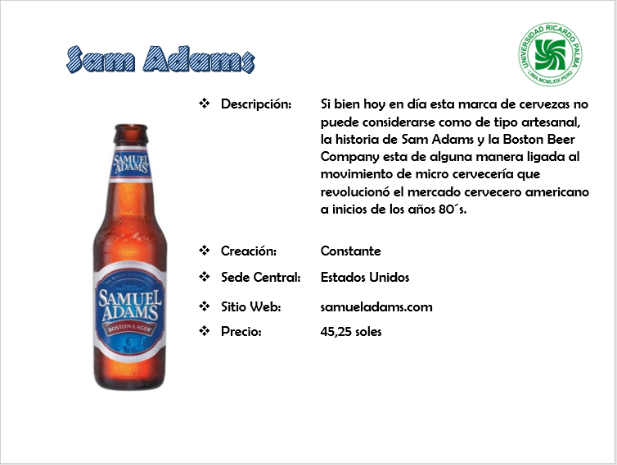 Sam Adams
UNIVERSIDAD RICARDO PALMA
LIMA MCMLXIX PERÚ
❖ Descripción: Si bien hoy en día esta marca de cervezas no
puede considerarse como de tipo artesanal,
la historia de Sam Adams y la Boston Beer
Company esta de alguna manera ligada al
movimiento de micro cervecería que
revolucionó el mercado cervecero americano
a inicios de los años 80´s.
❖ Creación: Constante
❖ Sede Central: Estados Unidos
❖ Sitio Web: samueladams.com
❖ Precio: 45,25 soles
SAMUEL
ADAMS
SAMUEL
ADAMS
BOSTON LAGER